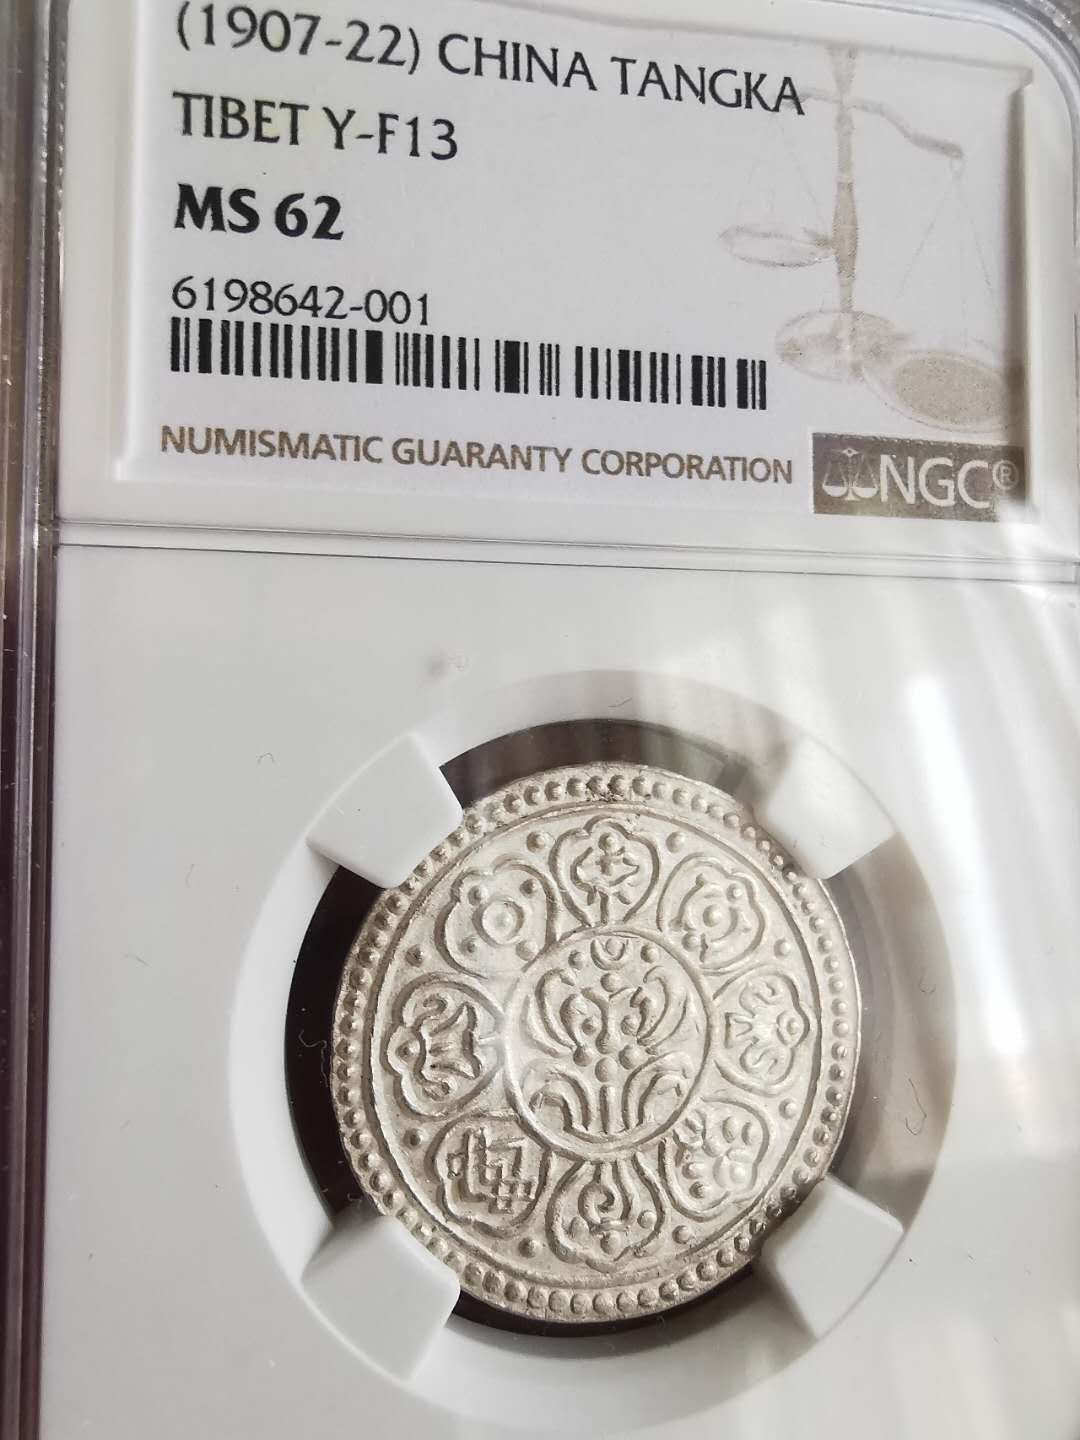 (1907-22) CHINA TANGKA
TIBET Y-F13
MS 62
6198642-001
NUMISMATIC GUARANTY CORPORATION
NGC®